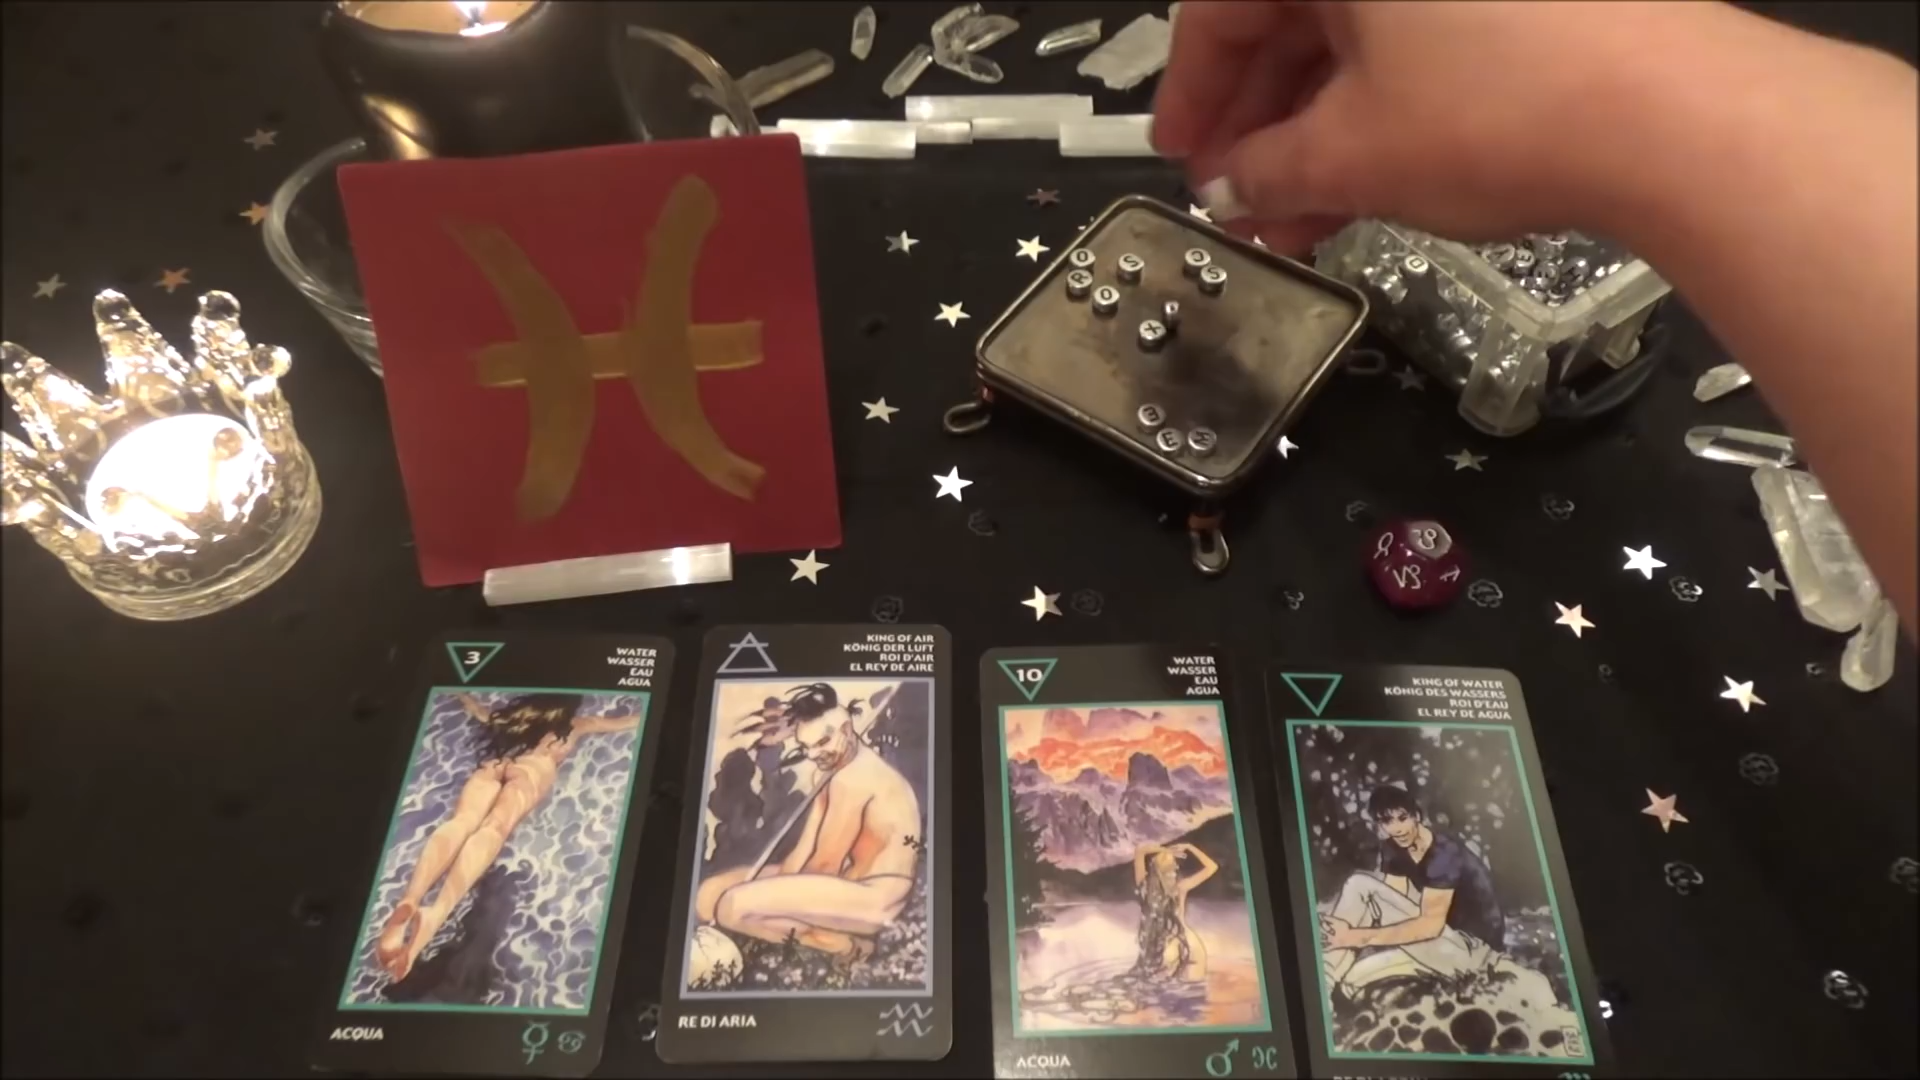 O
S
C
S
R
O
X
E
E
D
3
WATER
WASSER
EAU
AGUA
ACQUA
KING OF AIR
KÖNIG DER LUFT
ROI D'AIR
EL REY DE AIRE
RE DI ARIA
10
WATER
WASSER
EAU
AGUA
ACQUA
KING OF WATER
KÖNIG DES WASSERS
ROI D'EAU
EL REY DE AGUA